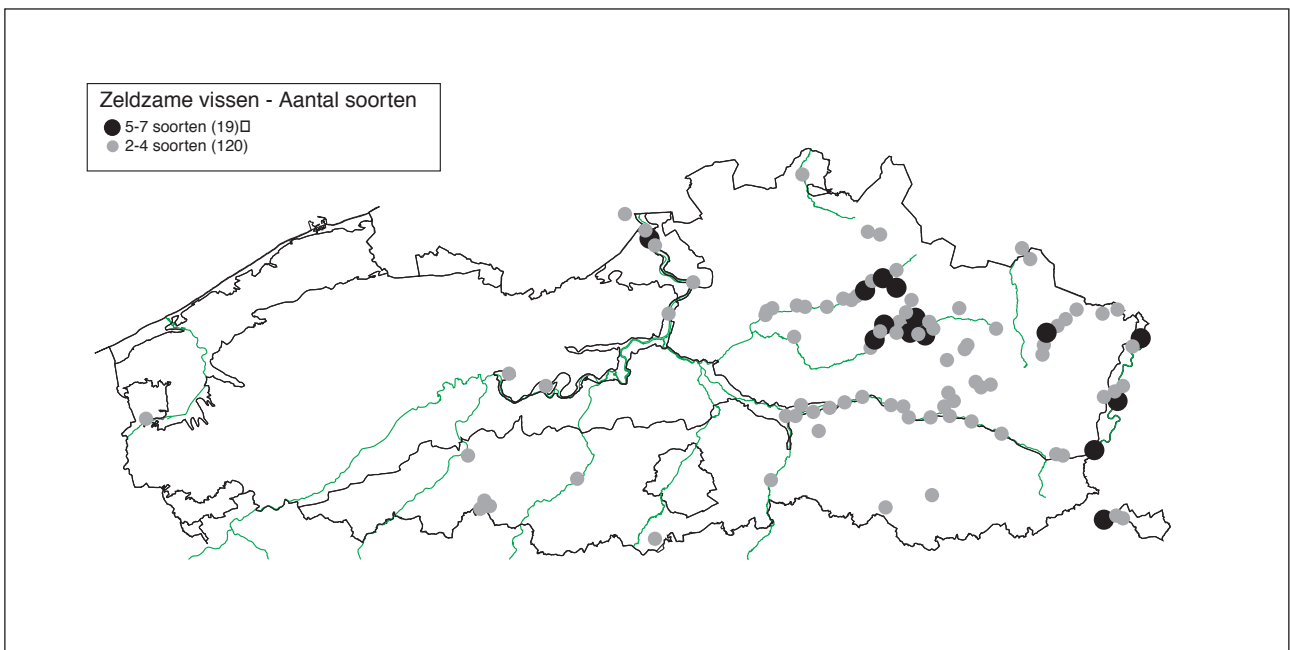 Zeldzame vissen - Aantal soorten
5-7 soorten (19)□
2-4 soorten (120)